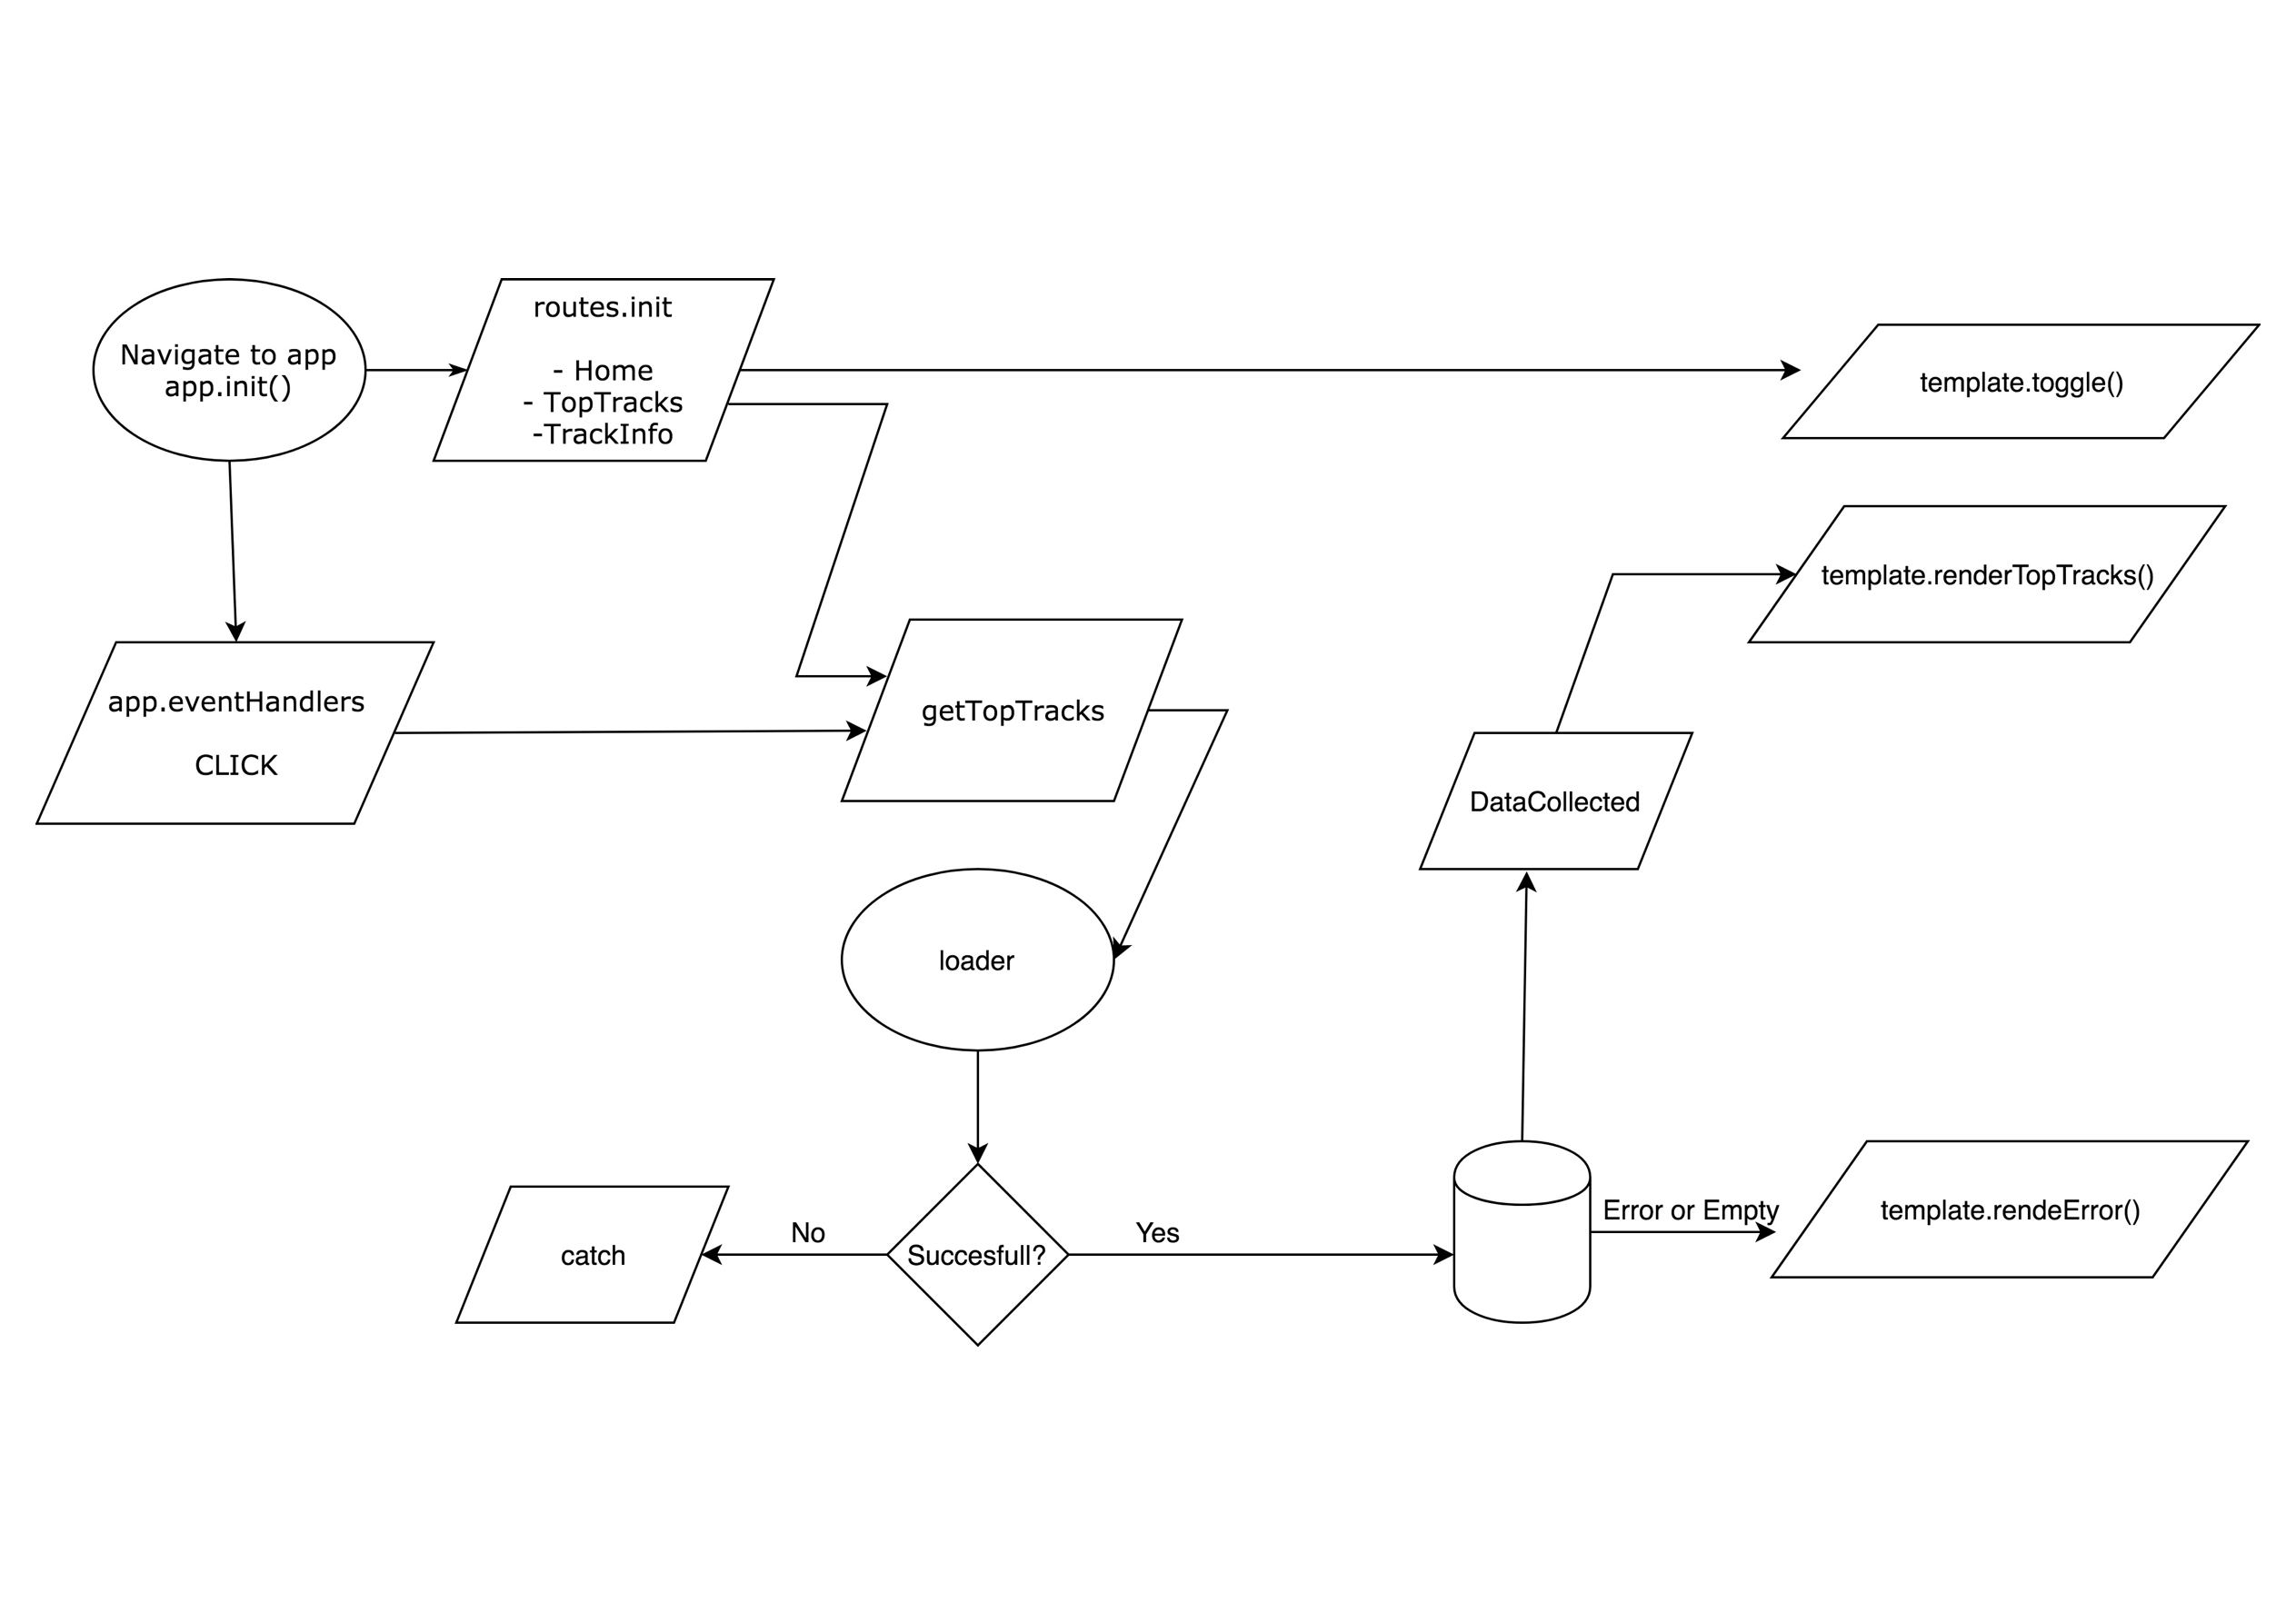 Navigate to app
app.init()
routes.init
- Home
- TopTracks
-TrackInfo
template.toggle()
template.renderTopTracks()
app.eventHandlers
CLICK
getTopTracks
DataCollected
loader
catch
No
Succesfull?
Yes
Error or Empty
template.rendeError()